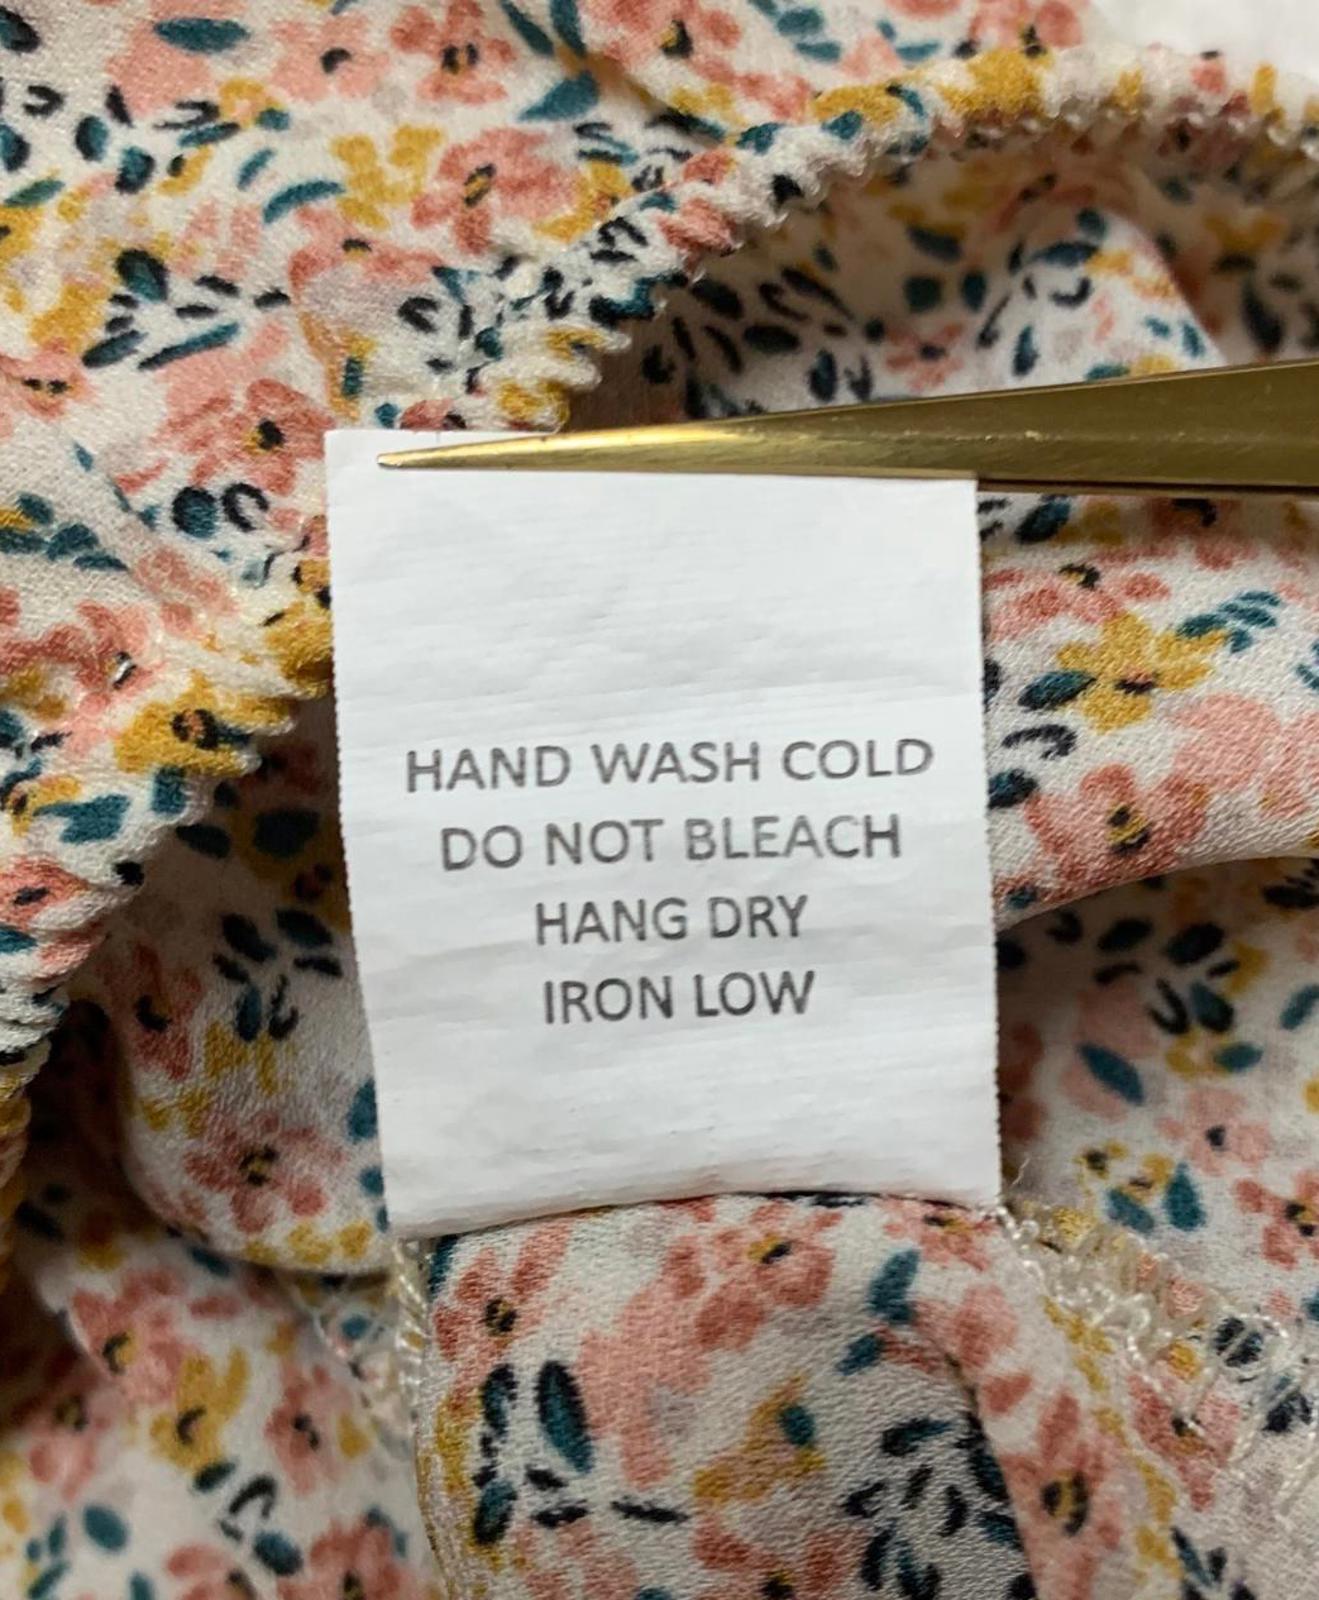 HAND WASH COLD
DO NOT BLEACH
HANG DRY
IRON LOW